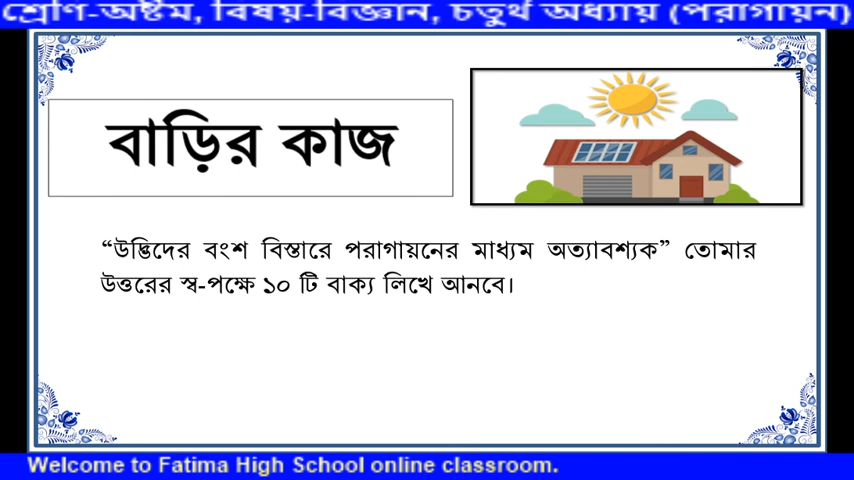 শ্রেণি-অষ্টম, বিষয়-বিজ্ঞান, চতুর্থ অধ্যায় (পরাগায়ন)
বাড়ির কাজ
“উদ্ভিদের বংশ বিস্তারে পরাগায়নের মাধ্যম অত্যাবশ্যক” তোমার
উত্তরের স্ব-পক্ষে ১০ টি বাক্য লিখে আনবে।
Welcome to Fatima High School online classroom.